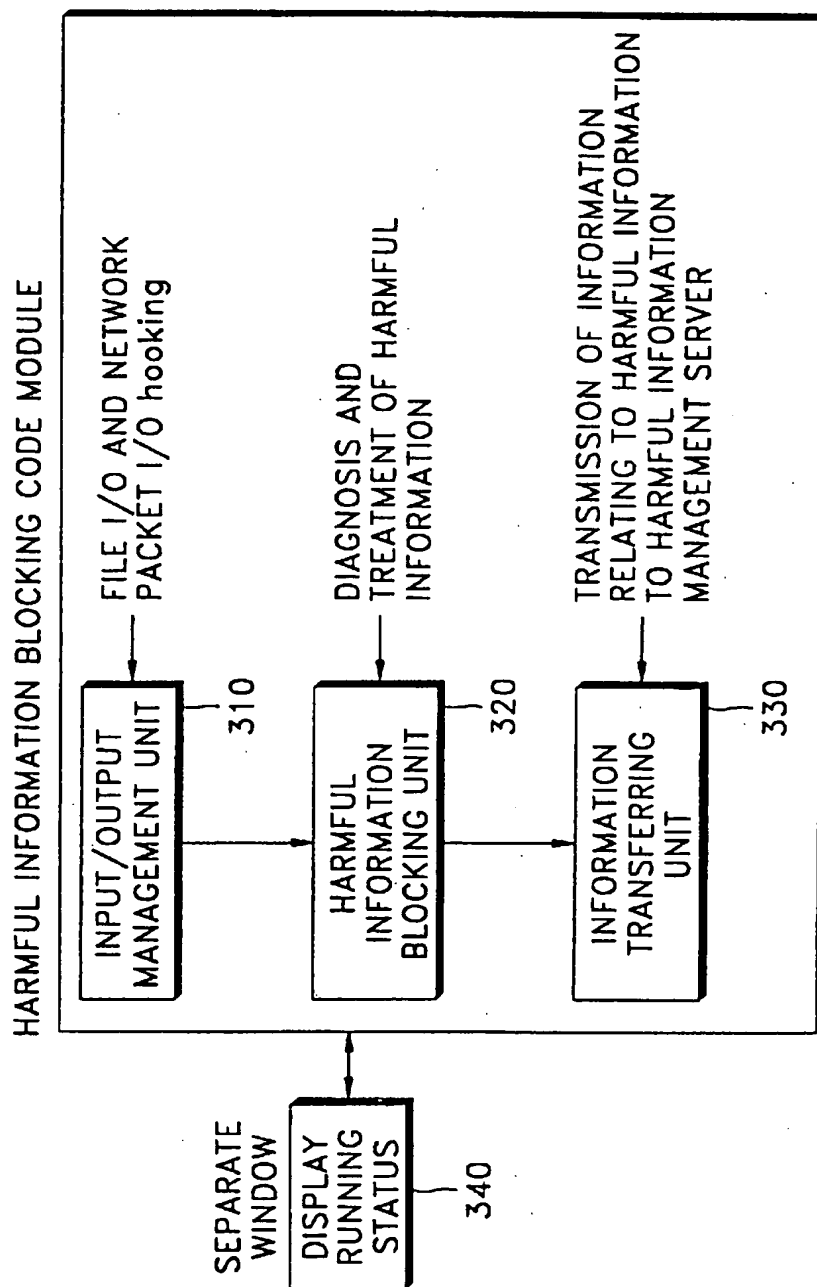 HARMFUL INFORMATION BLOCKING CODE MODULE
INPUT/OUTPUT
MANAGEMENT UNIT
310
FILE I/O AND NETWORK
PACKET I/O hooking
HARMFUL
INFORMATION
BLOCKING UNIT
320
DIAGNOSIS AND
TREATMENT OF HARMFUL
INFORMATION
INFORMATION
TRANSFERRING
UNIT
330
TRANSMISSION OF INFORMATION
RELATING TO HARMFUL INFORMATION
TO HARMFUL INFORMATION
MANAGEMENT SERVER
SEPARATE
WINDOW
DISPLAY
RUNNING
STATUS
340